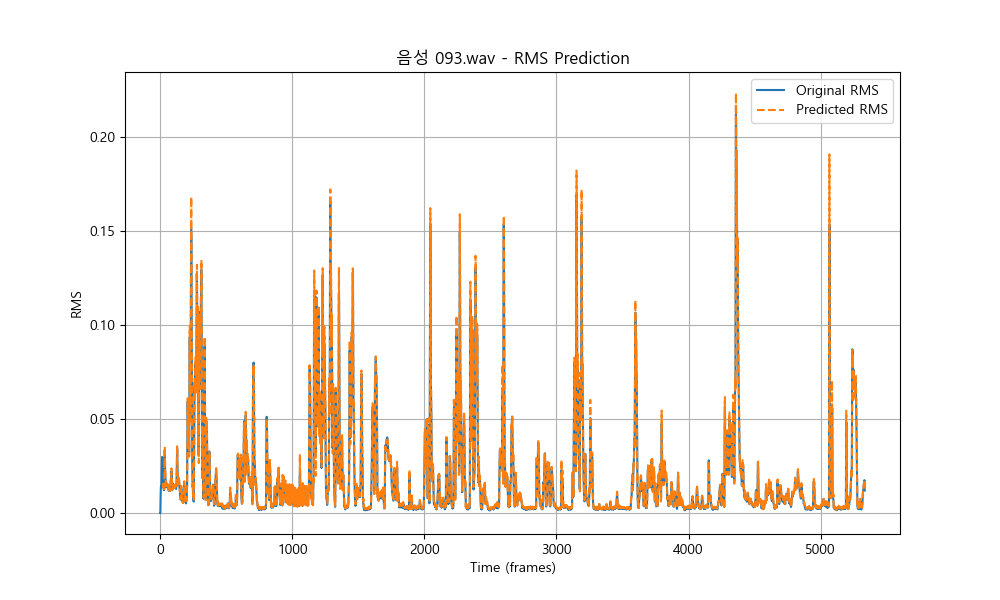 음성 093.wav - RMS Prediction
Original RMS
Predicted RMS
RMS
0.20
0.15
0.10
0.05
0.00
0 1000 2000 3000 4000 5000
Time (frames)